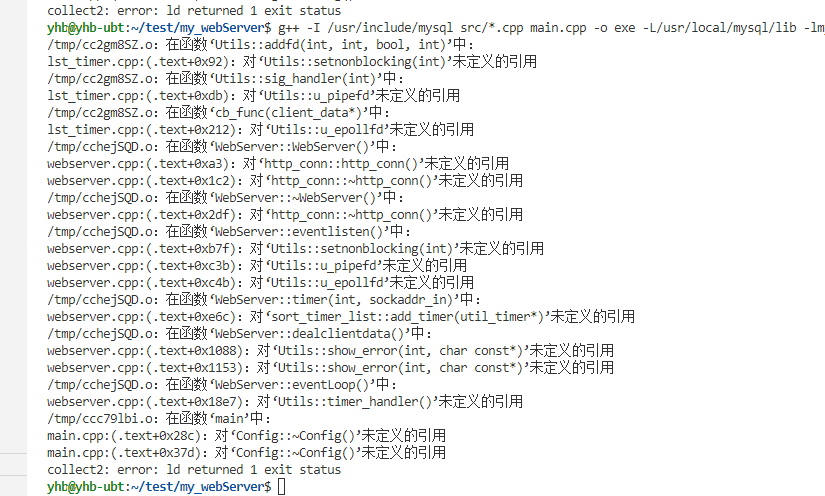 collect2: error: ld returned 1 exit status
yhb@yhb-ubt:~/test/my_webServer$ g++ -I /usr/include/mysql src/*.cpp main.cpp -o exe -L/usr/local/mysql/lib -lm
/tmp/cc2gm8SZ.o：在函数‘Utils::addfd(int, int, bool, int)’中：
lst_timer.cpp:(.text+0x92)：对‘Utils::setnonblocking(int)’未定义的引用
/tmp/cc2gm8SZ.o：在函数‘Utils::sig_handler(int)’中：
lst_timer.cpp:(.text+0xdb)：对‘Utils::u_pipefd’未定义的引用
/tmp/cc2gm8SZ.o：在函数‘cb_func(client_data*)’中：
lst_timer.cpp:(.text+0x212)：对‘Utils::u_epollfd’未定义的引用
/tmp/cchejSQD.o：在函数‘WebServer::WebServer()’中：
webserver.cpp:(.text+0xa3)：对‘http_conn::http_conn()’未定义的引用
webserver.cpp:(.text+0x1c2)：对‘http_conn::~http_conn()’未定义的引用
/tmp/cchejSQD.o：在函数‘WebServer::~WebServer()’中：
webserver.cpp:(.text+0x2df)：对‘http_conn::~http_conn()’未定义的引用
/tmp/cchejSQD.o：在函数‘WebServer::eventlisten()’中：
webserver.cpp:(.text+0xb7f)：对‘Utils::setnonblocking(int)’未定义的引用
webserver.cpp:(.text+0xc3b)：对‘Utils::u_pipefd’未定义的引用
webserver.cpp:(.text+0xc4b)：对‘Utils::u_epollfd’未定义的引用
/tmp/cchejSQD.o：在函数‘WebServer::timer(int, sockaddr_in)’中：
webserver.cpp:(.text+0xe6c)：对‘sort_timer_list::add_timer(util_timer*)’未定义的引用
/tmp/cchejSQD.o：在函数‘WebServer::dealclientdata()’中：
webserver.cpp:(.text+0x1088)：对‘Utils::show_error(int, char const*)’未定义的引用
webserver.cpp:(.text+0x1153)：对‘Utils::show_error(int, char const*)’未定义的引用
/tmp/cchejSQD.o：在函数‘WebServer::eventLoop()’中：
webserver.cpp:(.text+0x18e7)：对‘Utils::timer_handler()’未定义的引用
/tmp/ccc79lbi.o：在函数‘main’中：
main.cpp:(.text+0x28c)：对‘Config::~Config()’未定义的引用
main.cpp:(.text+0x37d)：对‘Config::~Config()’未定义的引用
collect2: error: ld returned 1 exit status
yhb@yhb-ubt:~/test/my_webServer$